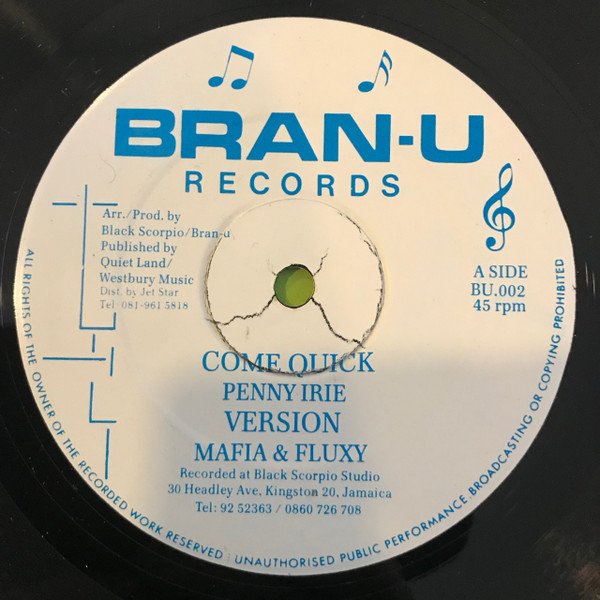 BRAN-U
RECORDS
Arr./Prod. by
Black Scorpio/Bran-u
Published by
Quiet Land/
Westbury Music
Dist. by Jet Star
Tel 081-961 5818
A SIDE
BU.002
45 rpm
COME QUICK
PENNY IRIE
VERSION
MAFIA & FLUXY
Recorded at Black Scorpio Studio
30 Headley Ave, Kingston 20, Jamaica
Tel: 92 52363 / 0860 726 708
ALL RIGHTS OF THE OWNER OF THE RECORDED WORK RESERVED UNAUTHORISED PUBLIC PERFORMANCE. BROADCASTING OR COPYING PROHIBITED